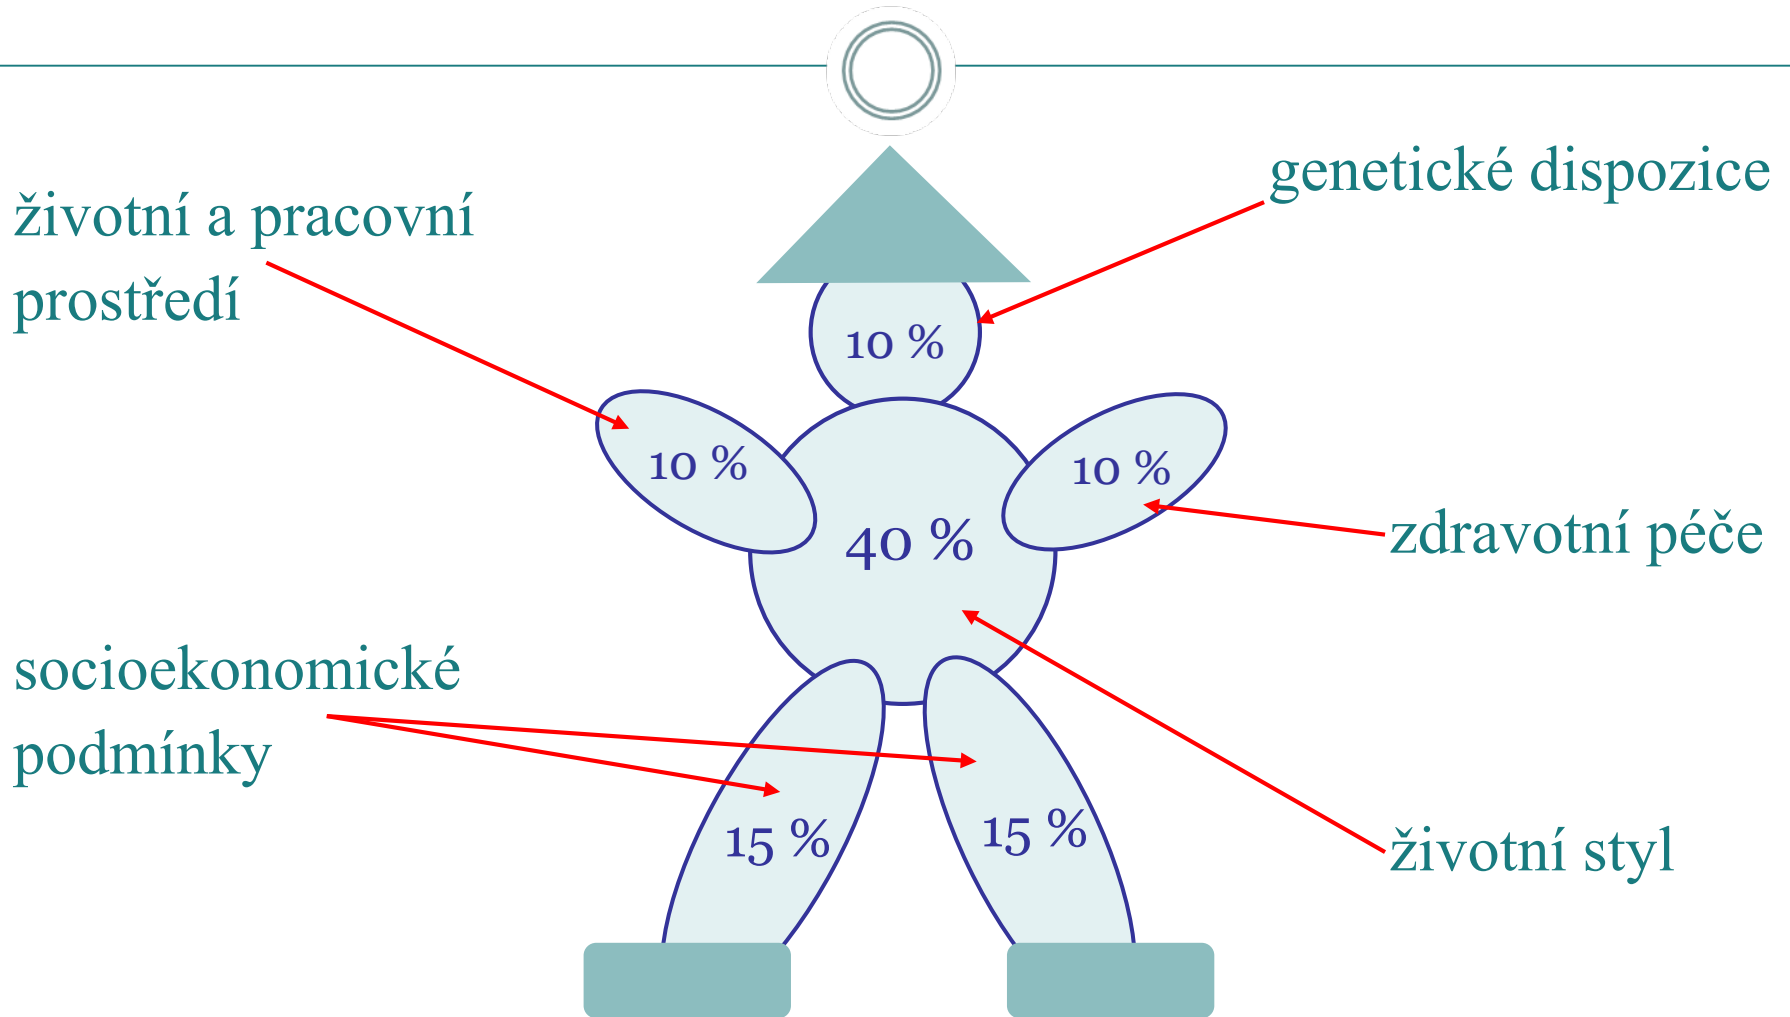 genetické dispozice
životní a pracovní
prostředí
10 %
10 %
10 %
40 %
zdravotní péče
socioekonomické
podmínky
15 %
15 %
životní styl